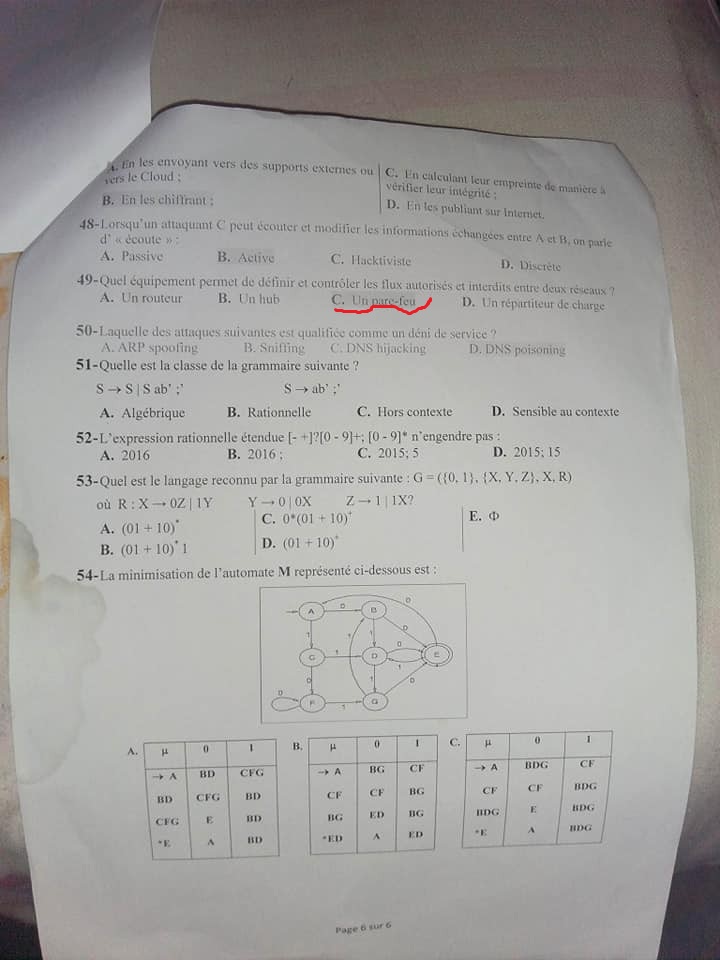 A. En les envoyant vers des supports externes ou
vers le Cloud ;
B. En les chiffrant ;
C. En calculant leur empreinte de manière à
vérifier leur intégrité ;
D. En les publiant sur Internet.
48-Lorsqu'un attaquant C peut écouter et modifier les informations échangées entre A et B, on parle
d' « écoute » :
A. Passive B. Active C. Hacktiviste D. Discrète
49-Quel équipement permet de définir et contrôler les flux autorisés et interdits entre deux réseaux ?
A. Un routeur B. Un hub C. Un pare-feu D. Un répartiteur de charge
50-Laquelle des attaques suivantes est qualifiée comme un déni de service ?
A. ARP spoofing B. Sniffing C. DNS hijacking D. DNS poisoning
51-Quelle est la classe de la grammaire suivante ?
S → S | S ab' ;' S → ab' ;'
A. Algébrique B. Rationnelle C. Hors contexte D. Sensible au contexte
52-L'expression rationnelle étendue [- +]?[0 - 9]+; [0 - 9]* n'engendre pas :
A. 2016 B. 2016 ; C. 2015; 5 D. 2015; 15
53-Quel est le langage reconnu par la grammaire suivante : G = ({0, 1}, {X, Y, Z}, X, R)
où R : X → 0Z | 1Y Y → 0 | 0X Z → 1 | 1X?
A. (01 + 10)*
B. (01 + 10)* 1
C. 0*(01 + 10)+
D. (01 + 10)+
E. Φ
54-La minimisation de l'automate M représenté ci-dessous est :
A 0 B 0
1 1 1 0
C 1 D 0 1 E
0 1 0
0 F 1 G
A.
μ 0 1
→ A BD CFG
BD CFG BD
CFG E BD
*E A BD
B.
μ 0 1
→ A BG CF
CF CF BG
BG ED BG
*ED A ED
C.
μ 0 1
→ A BDG CF
CF CF BDG
BDG E BDG
*E A BDG
Page 6 sur 6